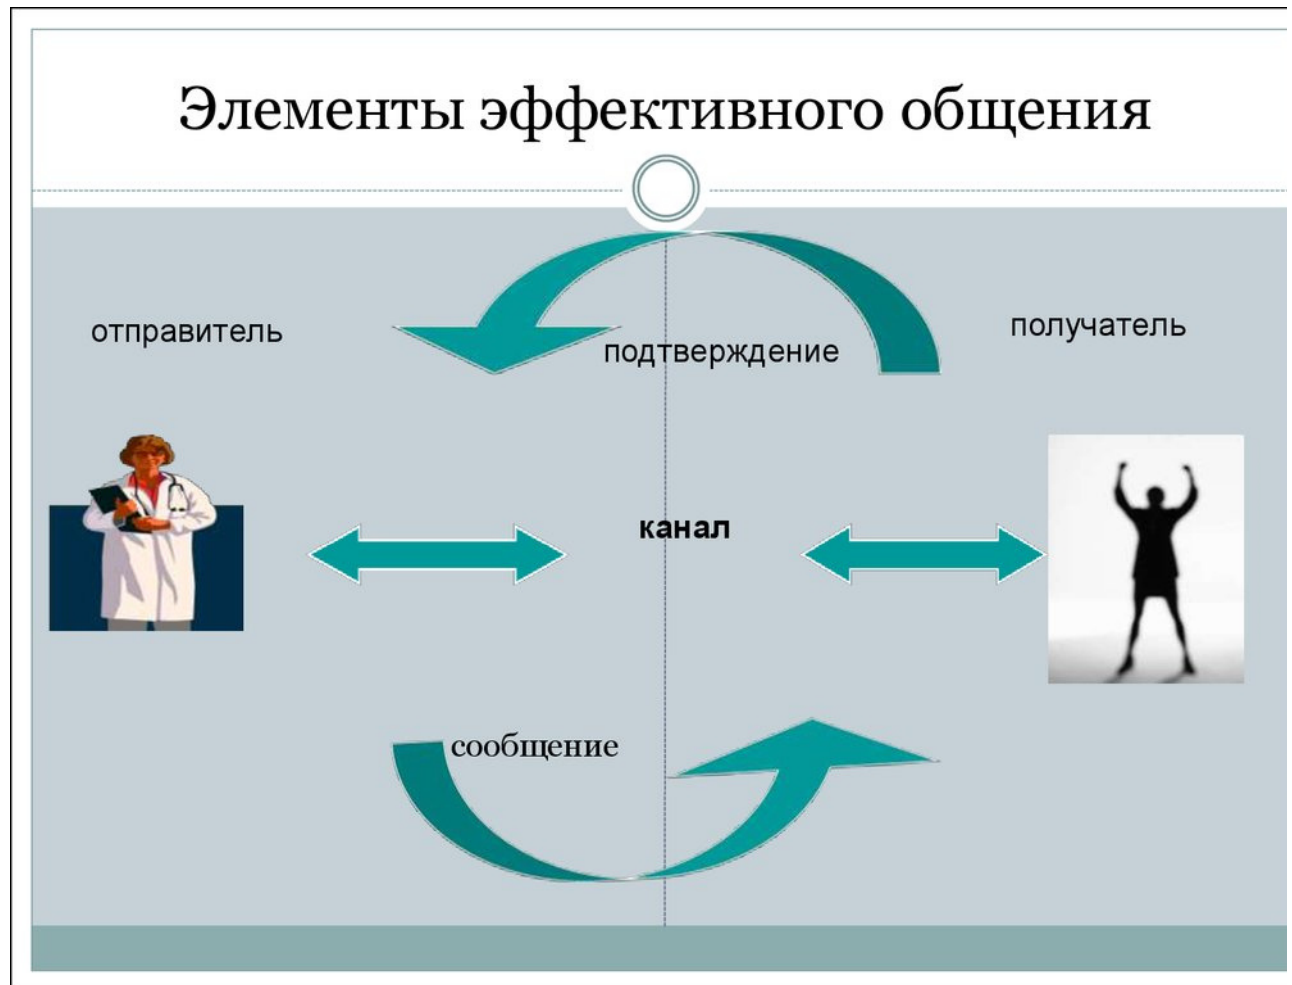 Элементы эффективного общения
отправитель
подтверждение
получатель
канал
сообщение